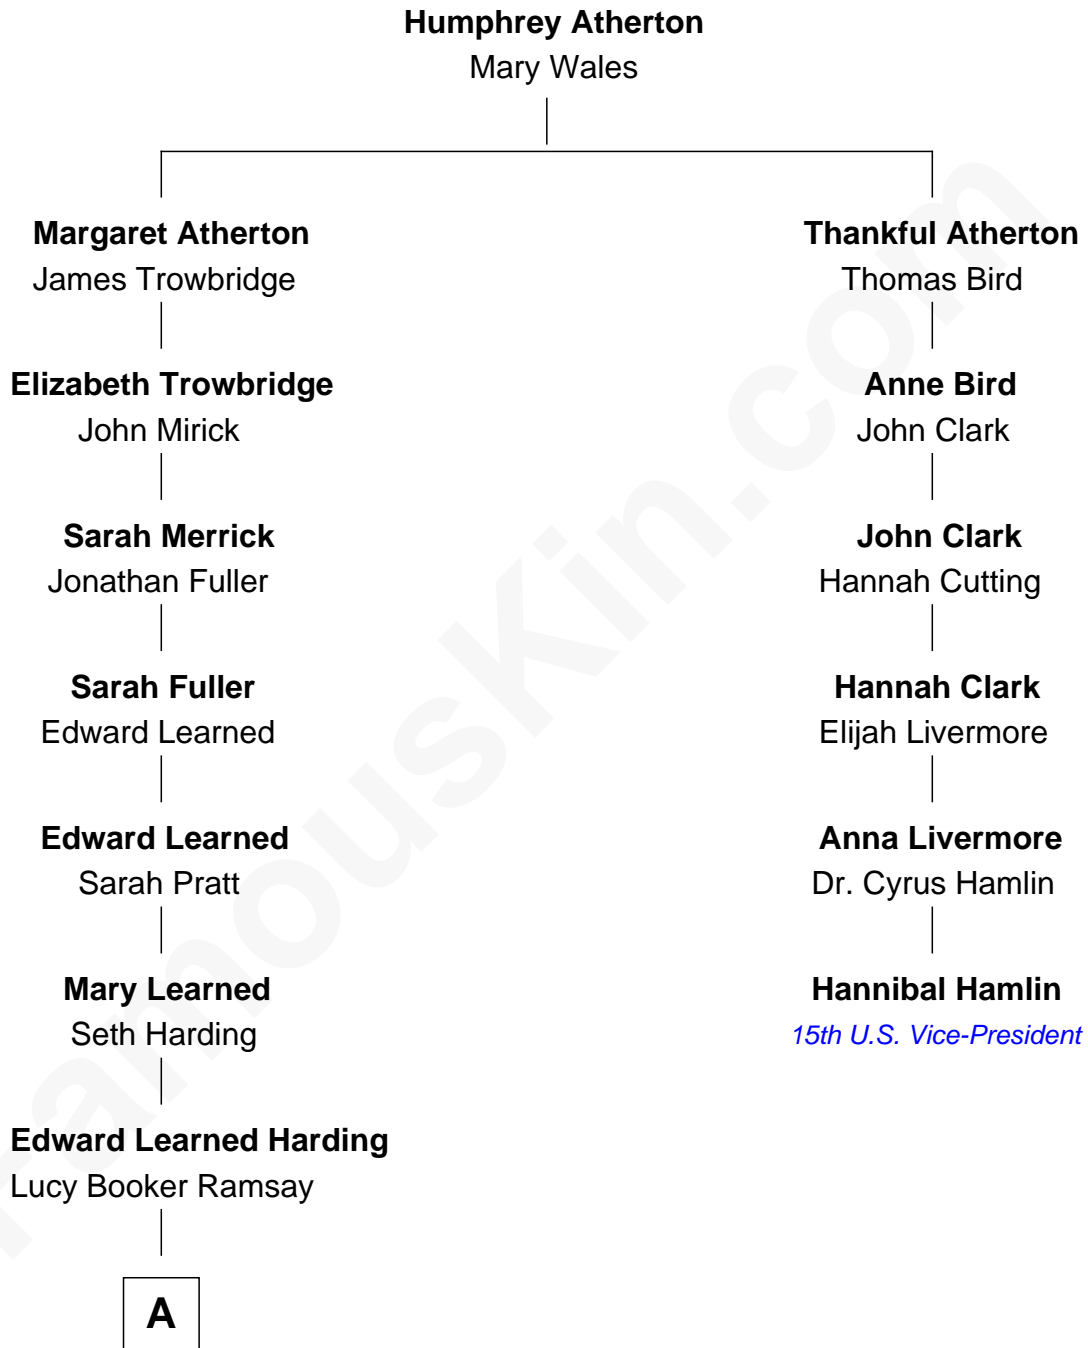 Humphrey Atherton
Mary Wales
Margaret Atherton
James Trowbridge
Thankful Atherton
Thomas Bird
Elizabeth Trowbridge
John Mirick
Anne Bird
John Clark
Sarah Merrick
Jonathan Fuller
John Clark
Hannah Cutting
Sarah Fuller
Edward Learned
Hannah Clark
Elijah Livermore
Edward Learned
Sarah Pratt
Anna Livermore
Dr. Cyrus Hamlin
Mary Learned
Seth Harding
Hannibal Hamlin
15th U.S. Vice-President
Edward Learned Harding
Lucy Booker Ramsay
A
FamousKin.com